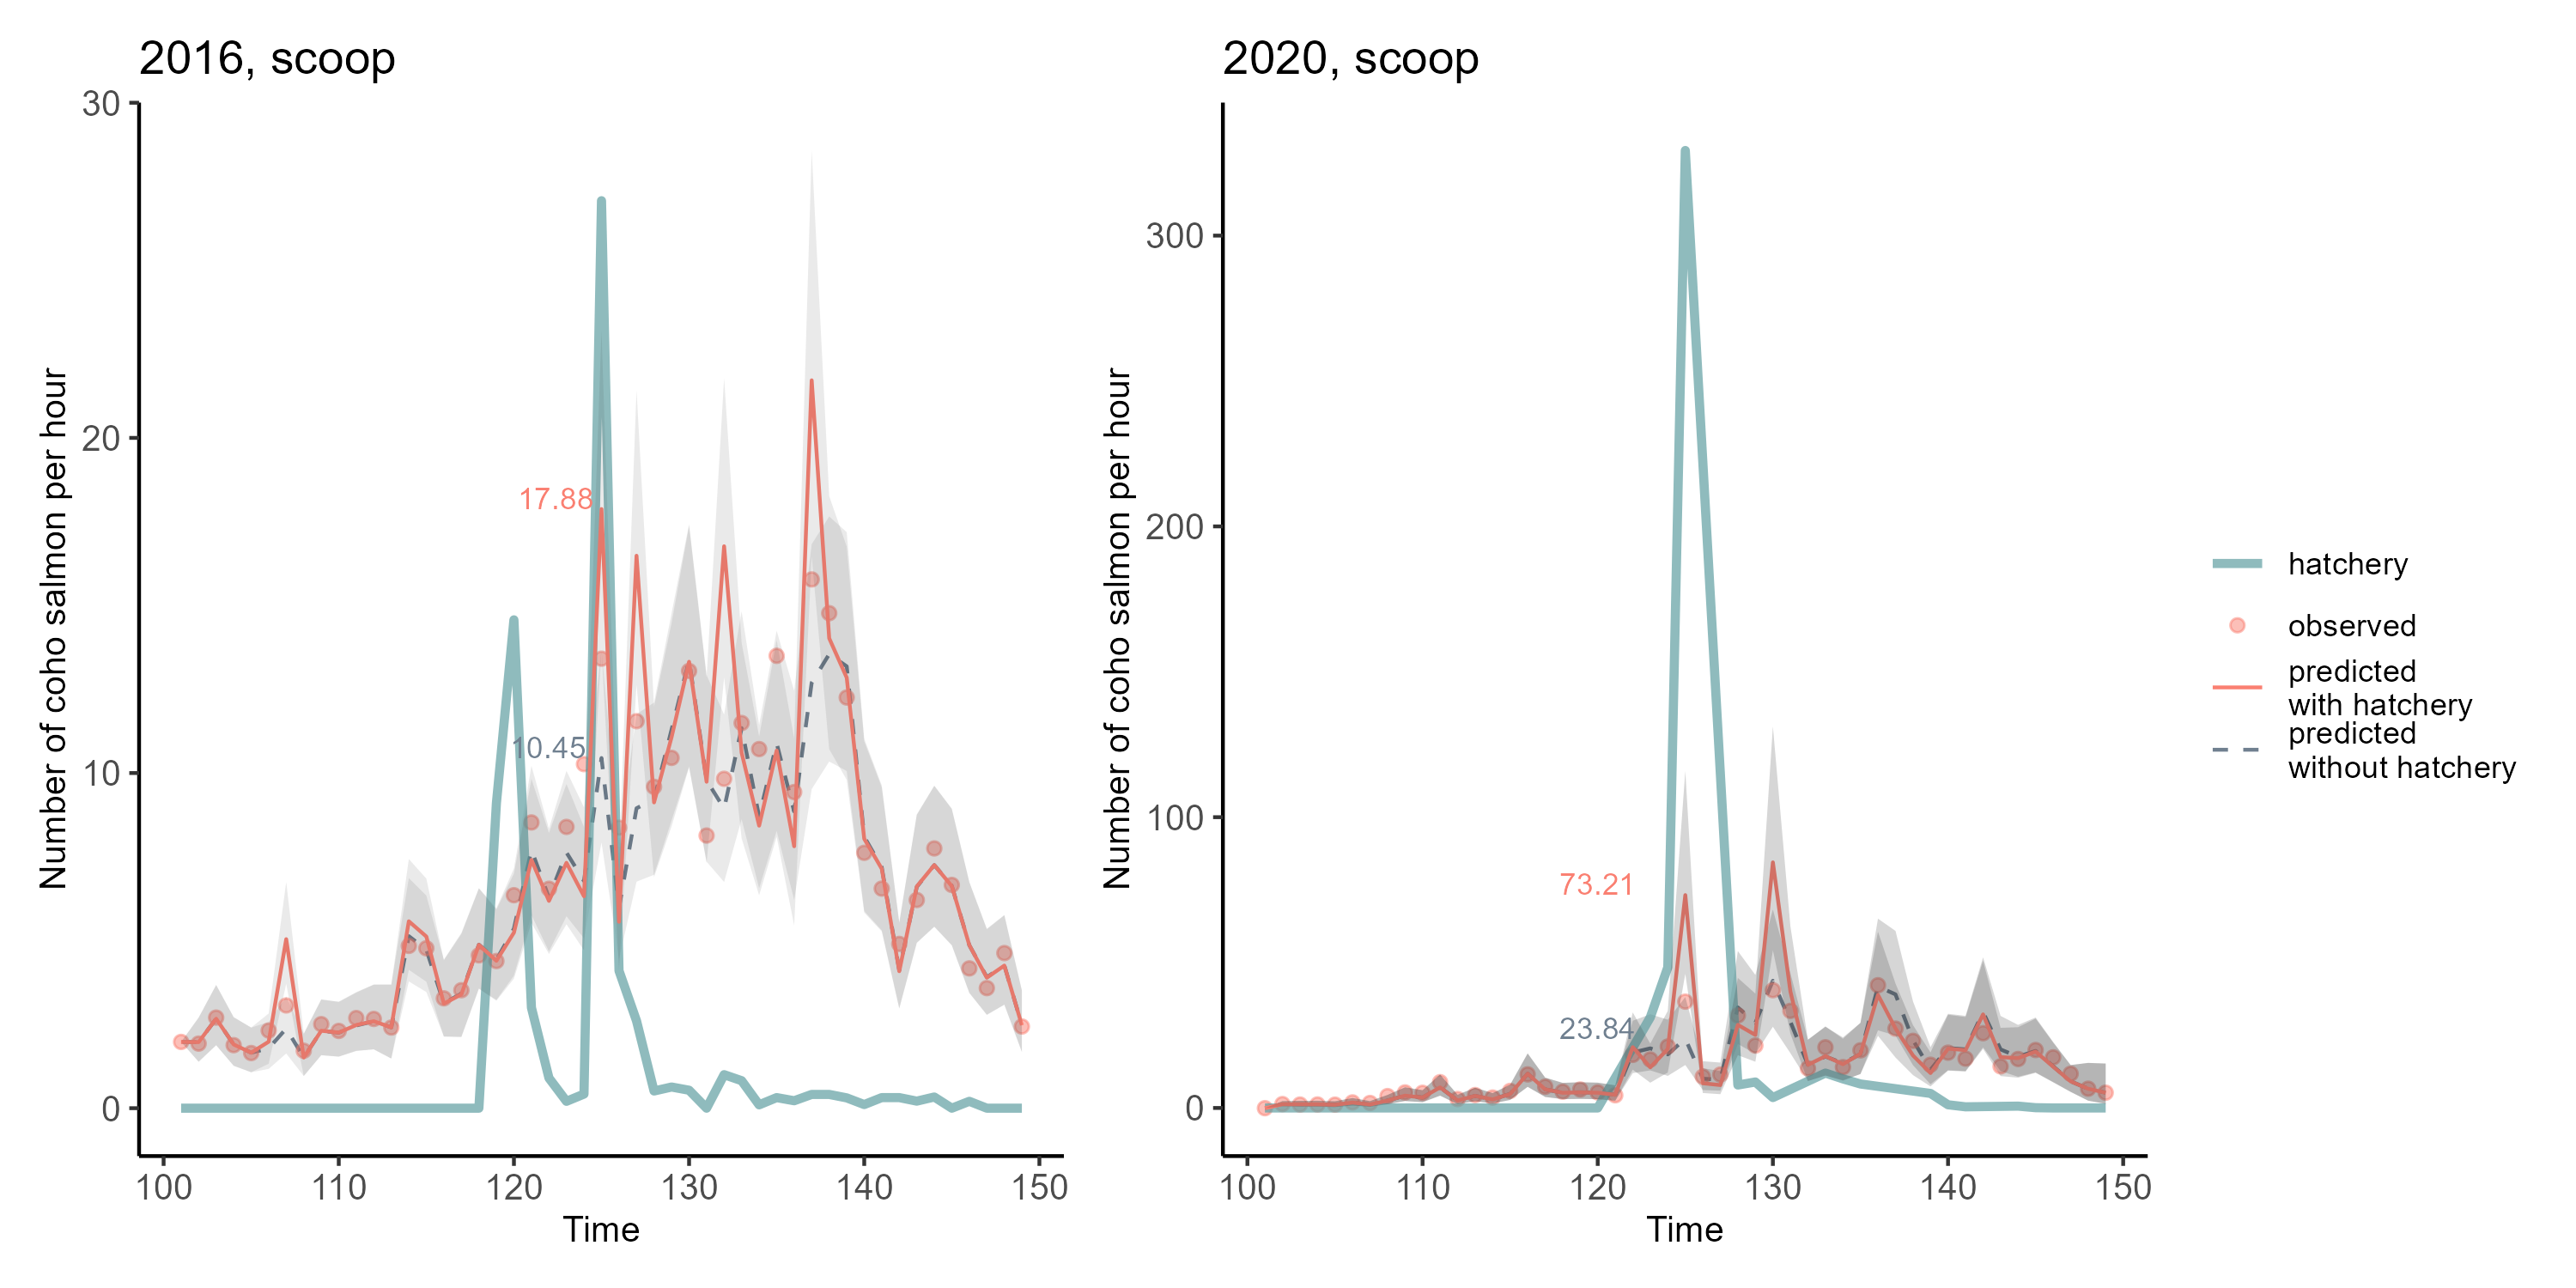 2016, scoop
30
20
10
0
Number of coho salmon per hour
17.88
10.45
100
110
120
130
140
150
Time
2020, scoop
300
200
100
0
Number of coho salmon per hour
73.21
23.84
100
110
120
130
140
150
Time
hatchery
observed
predicted
with hatchery
predicted
without hatchery